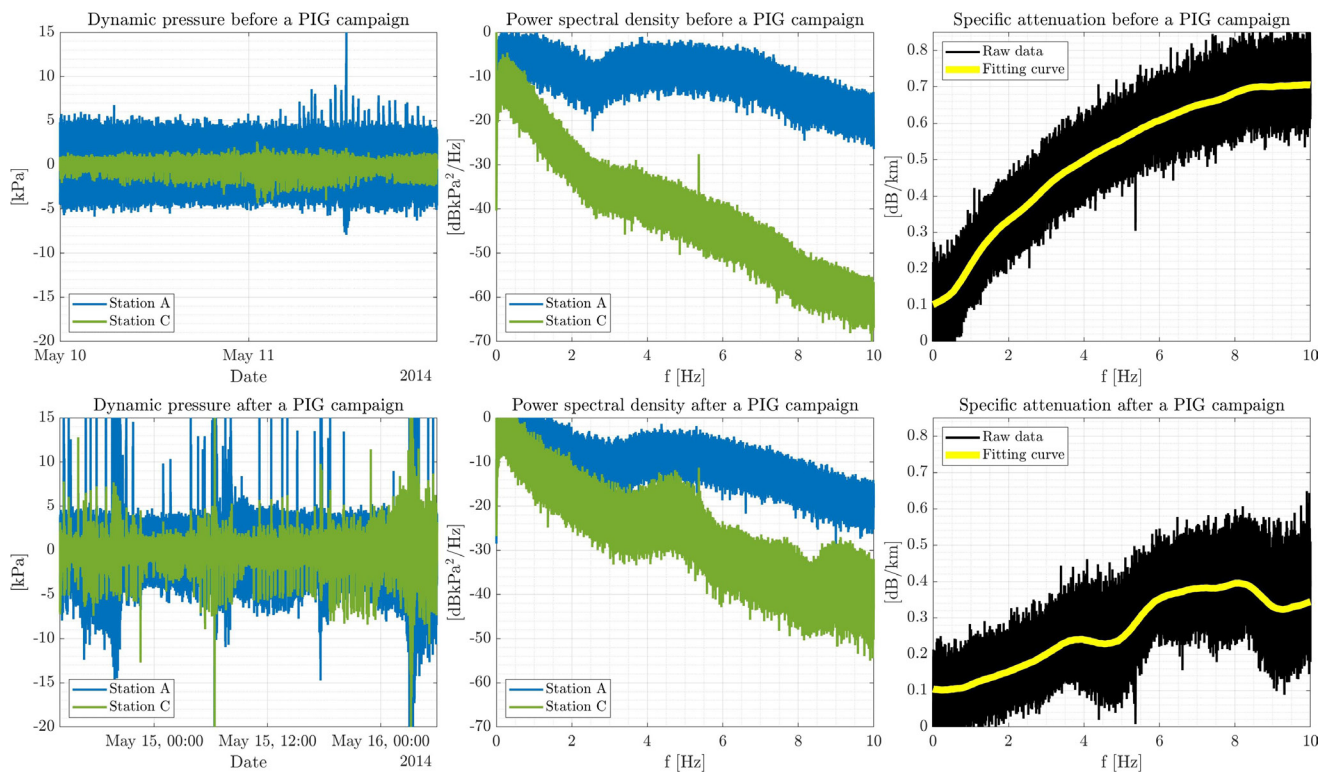 Dynamic pressure before a PIG campaign
15
10
5
0
-5
-10
-15
-20
[kPa]
Station A
Station C
May 10
May 11
Date
2014
Power spectral density before a PIG campaign
0
-10
-20
-30
-40
-50
-60
-70
[dBkPa²/Hz]
Station A
Station C
0
2
4
6
8
10
f [Hz]
Specific attenuation before a PIG campaign
Raw data
Fitting curve
0.8
0.7
0.6
0.5
0.4
0.3
0.2
0.1
0
[dB/km]
0
2
4
6
8
10
f [Hz]
Dynamic pressure after a PIG campaign
15
10
5
0
-5
-10
-15
-20
[kPa]
Station A
Station C
May 15, 00:00
May 15, 12:00
May 16, 00:00
Date
2014
Power spectral density after a PIG campaign
0
-10
-20
-30
-40
-50
-60
-70
[dBkPa²/Hz]
Station A
Station C
0
2
4
6
8
10
f [Hz]
Specific attenuation after a PIG campaign
Raw data
Fitting curve
0.8
0.7
0.6
0.5
0.4
0.3
0.2
0.1
0
[dB/km]
0
2
4
6
8
10
f [Hz]